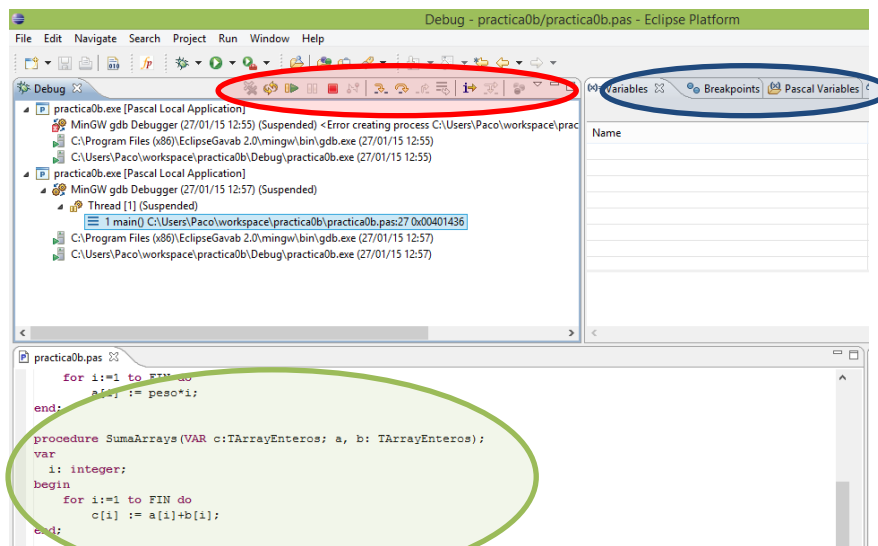 Debug - practica0b/practica0b.pas - Eclipse Platform
File Edit Navigate Search Project Run Window Help
Debug
Variables Breakpoints Pascal Variables
practica0b.exe [Pascal Local Application]
MinGW gdb Debugger (27/01/15 12:55) (Suspended) <Error creating process C:\Users\Paco\workspace\prac
C:\Program Files (x86)\EclipseGavab 2.0\mingw\bin\gdb.exe (27/01/15 12:55)
C:\Users\Paco\workspace\practica0b\Debug\practica0b.exe (27/01/15 12:55)
practica0b.exe [Pascal Local Application]
MinGW gdb Debugger (27/01/15 12:57) (Suspended)
Thread [1] (Suspended)
1 main() C:\Users\Paco\workspace\practica0b\practica0b.pas:27 0x00401436
C:\Program Files (x86)\EclipseGavab 2.0\mingw\bin\gdb.exe (27/01/15 12:57)
C:\Users\Paco\workspace\practica0b\Debug\practica0b.exe (27/01/15 12:57)
Name
practica0b.pas
for i:=1 to FIN do
a[i] := peso*i;
end;
procedure SumaArrays(VAR c:TArrayEnteros; a, b: TArrayEnteros);
var
i: integer;
begin
for i:=1 to FIN do
c[i] := a[i]+b[i];
end;